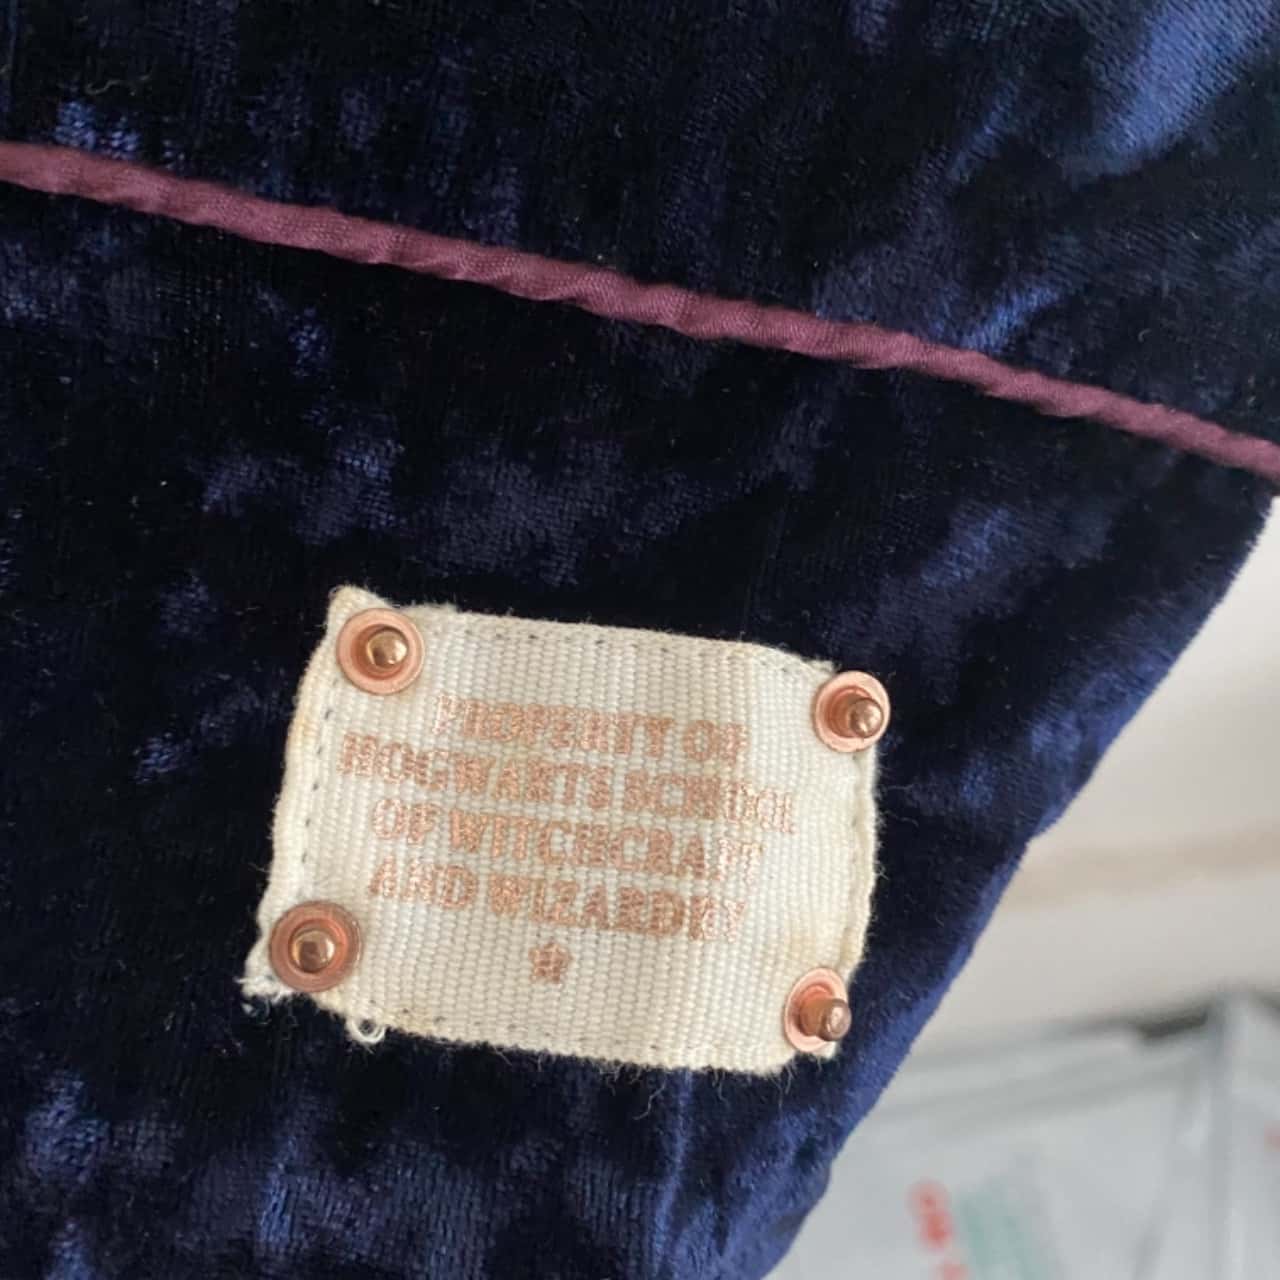 PROPERTY OF
HOGWARTS SCHOOL
OF WITCHCRAFT
AND WIZARDRY